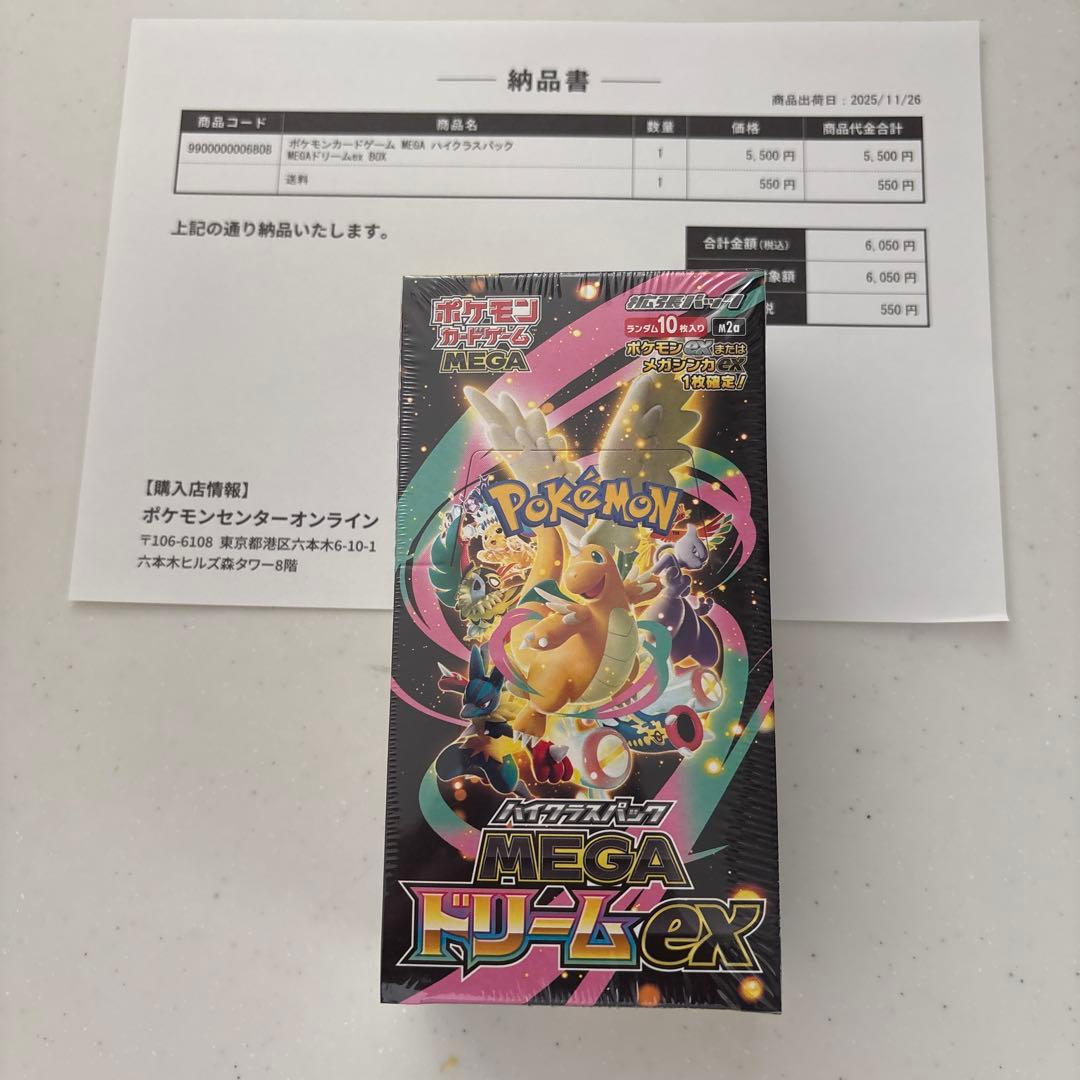 納品書
商品出荷日：2025/11/26
商品コード 商品名 数量 価格 商品代金合計
9900000006808 ポケモンカードゲーム MEGA ハイクラスパック 1 5,500 円 5,500 円
MEGAドリームex BOX
送料 1 550 円 550 円
上記の通り納品いたします。
合計金額(税込) 6,050 円
象額 6,050 円
税 550 円
【購入店情報】
ポケモンセンターオンライン
〒106-6108 東京都港区六本木6-10-1
六本木ヒルズ森タワー8階
ポケモン
カードゲーム
MEGA
拡張パック
ランダム10枚入り M2a
ポケモンexまたは
メガシンカex
1枚確定!
POKéMON
ハイクラスパック
MEGA
ドリームex